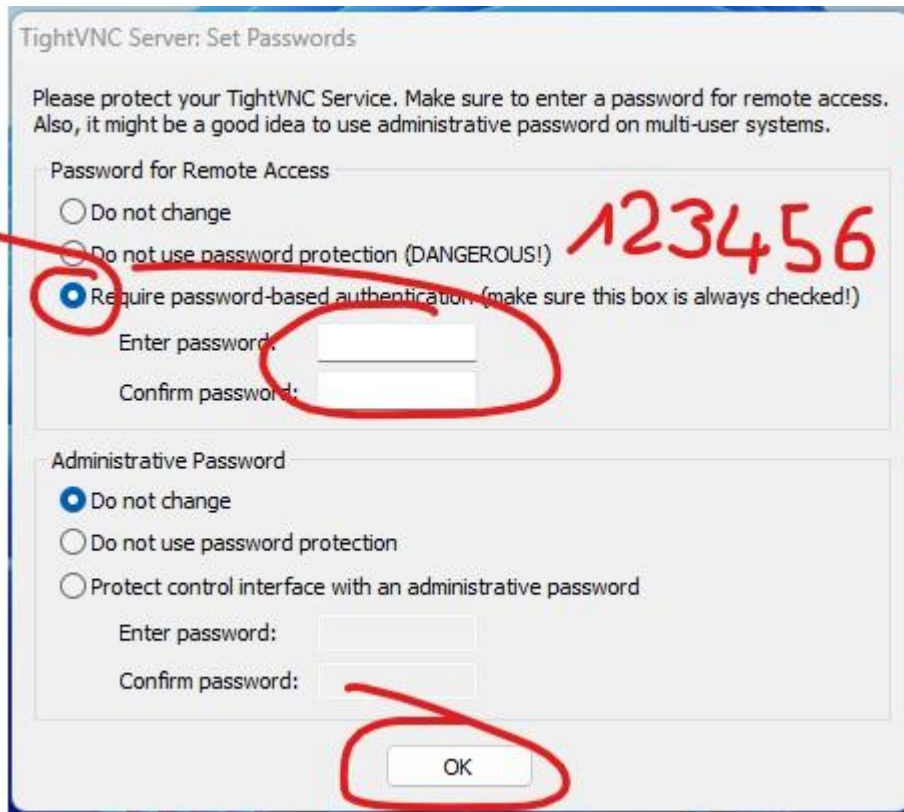 TightVNC Server: Set Passwords
Please protect your TightVNC Service. Make sure to enter a password for remote access.
Also, it might be a good idea to use administrative password on multi-user systems.
Password for Remote Access
Do not change
Do not use password protection (DANGEROUS!)
123456
Require password-based authentication (make sure this box is always checked!)
Enter password:
Confirm password:
Administrative Password
Do not change
Do not use password protection
Protect control interface with an administrative password
Enter password:
Confirm password:
OK